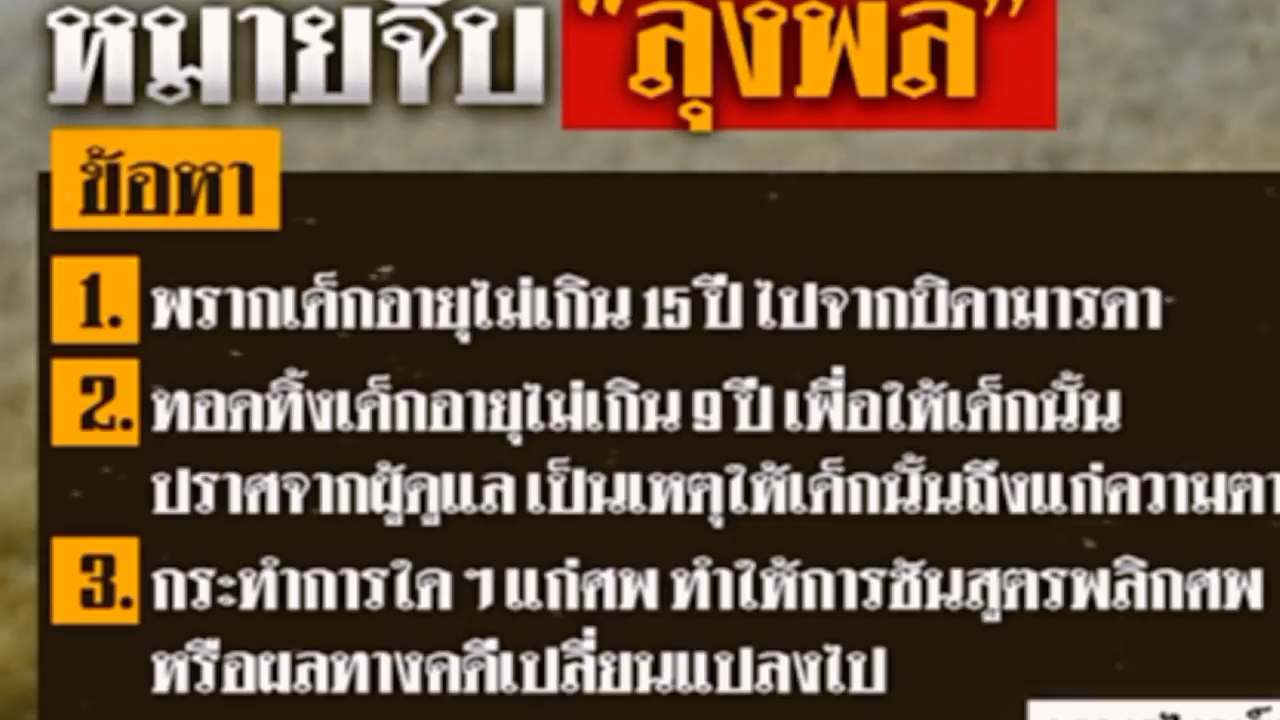 หมายจับ “ลุงพล”
ข้อหา
1. พรากเด็กอายุไม่เกิน 15 ปี ไปจากบิดามารดา
2. ทอดทิ้งเด็กอายุไม่เกิน 9 ปี เพื่อให้เด็กนั้น
ปราศจากผู้ดูแล เป็นเหตุให้เด็กนั้นถึงแก่ความตา
3. กระทำการใด ๆ แก่ศพ ทำให้การชันสูตรพลิกศพ
หรือผลทางคดีเปลี่ยนแปลงไป